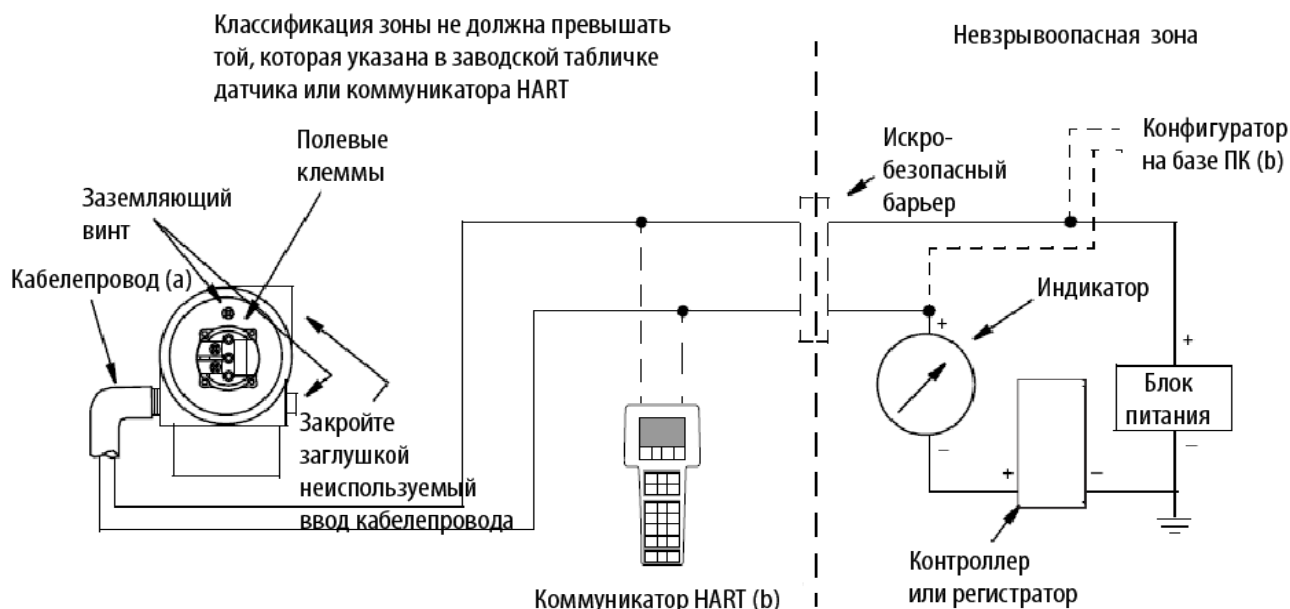 Классификация зоны не должна превышать
той, которая указана в заводской табличке
датчика или коммуникатора HART
Невзрывоопасная зона
Полевые
клеммы
Заземляющий
винт
Кабелепровод (a)
Закройте
заглушкой
неиспользуемый
ввод кабелепровода
Искро-
безопасный
барьер
Конфигуратор
на базе ПК (b)
Индикатор
+
−
+
Блок
питания
−
+
−
Контроллер
или регистратор
Коммуникатор HART (b)